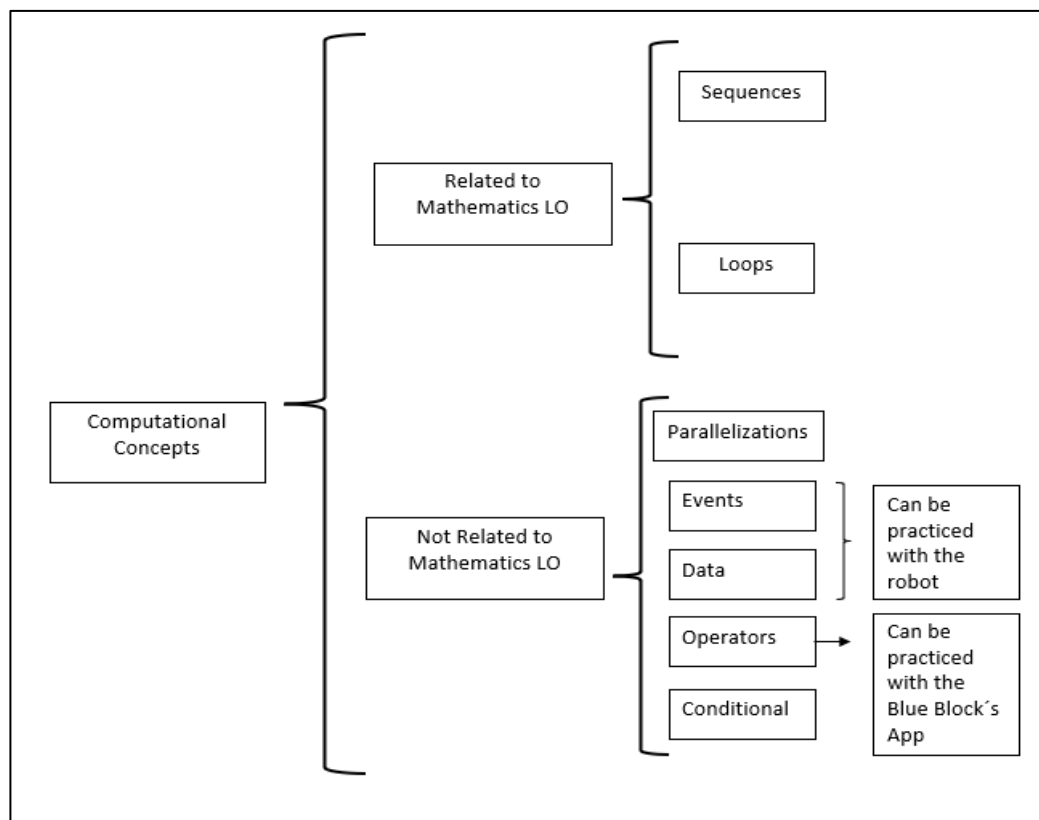 Sequences
Related to
Mathematics LO
Loops
Computational
Concepts
Parallelizations
Events
Can be
practiced
with the
robot
Not Related to
Mathematics LO
Data
Operators
Can be
practiced
with the
Blue Block´s
App
Conditional